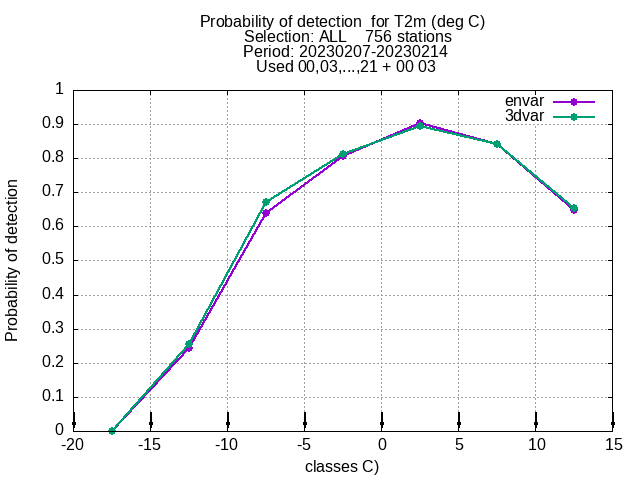 Probability of detection  for T2m (deg C)
Selection: ALL    756 stations
Period: 20230207-20230214
Used 00,03,...,21 + 00 03
envar
3dvar
Probability of detection
1
0.9
0.8
0.7
0.6
0.5
0.4
0.3
0.2
0.1
0
-20 -15 -10 -5 0 5 10 15
classes C)